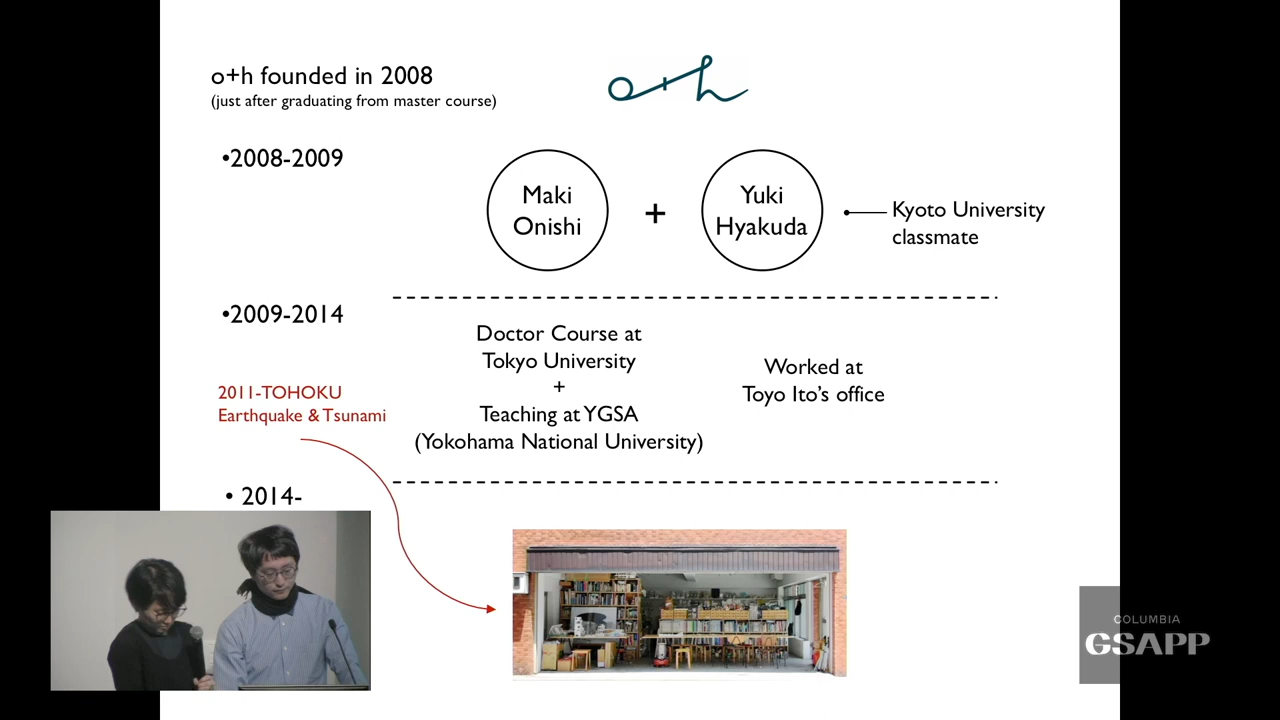 o+h founded in 2008
(just after graduating from master course)
o+h
•2008-2009
Maki
Onishi
+
Yuki
Hyakuda
Kyoto University
classmate
•2009-2014
Doctor Course at
Tokyo University
+
Teaching at YGSA
(Yokohama National University)
Worked at
Toyo Ito’s office
2011-TOHOKU
Earthquake & Tsunami
• 2014-
COLUMBIA
GSAPP